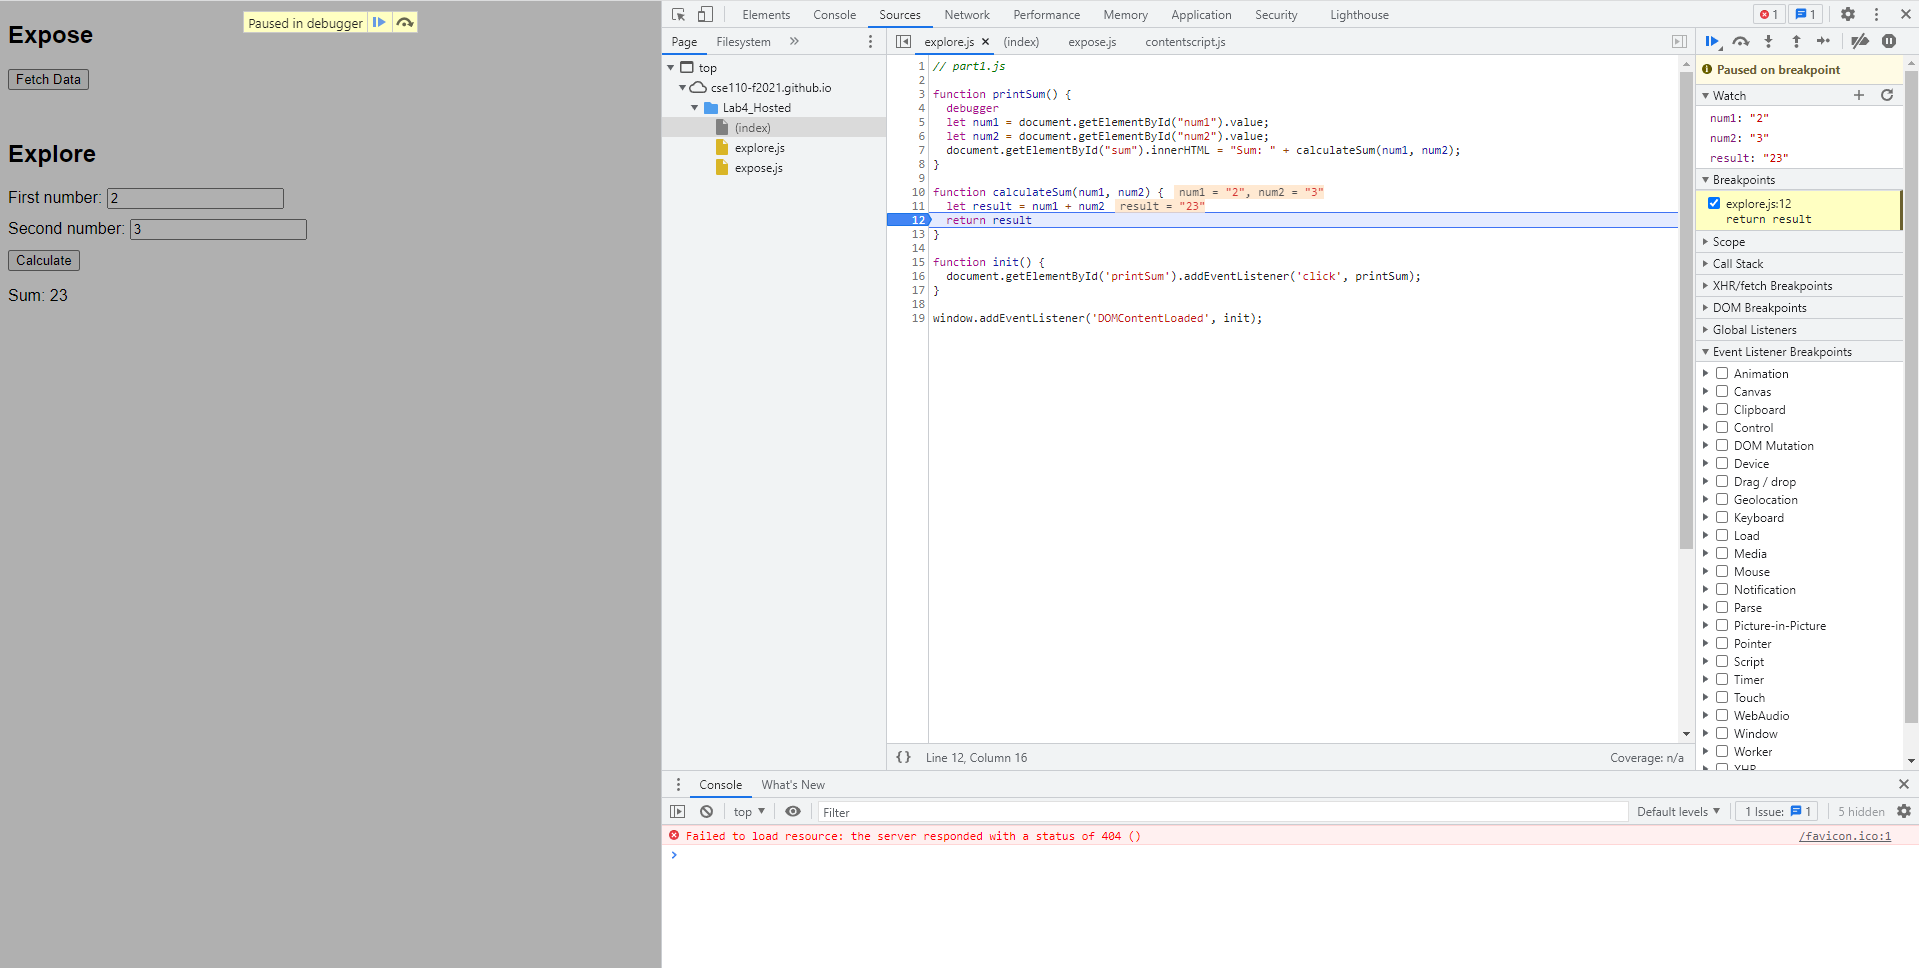 Paused in debugger
Expose
Fetch Data
Explore
First number: 2
Second number: 3
Calculate
Sum: 23
Elements Console Sources Network Performance Memory Application Security Lighthouse
1 1
Page Filesystem
top
cse110-f2021.github.io
Lab4_Hosted
(index)
explore.js
expose.js
explore.js (index) expose.js contentscript.js
1 // part1.js
2
3 function printSum() {
4 debugger
5 let num1 = document.getElementById("num1").value;
6 let num2 = document.getElementById("num2").value;
7 document.getElementById("sum").innerHTML = "Sum: " + calculateSum(num1, num2);
8 }
9
10 function calculateSum(num1, num2) { num1 = "2", num2 = "3"
11 let result = num1 + num2 result = "23"
12 return result
13 }
14
15 function init() {
16 document.getElementById('printSum').addEventListener('click', printSum);
17 }
18
19 window.addEventListener('DOMContentLoaded', init);
{} Line 12, Column 16 Coverage: n/a
Paused on breakpoint
Watch
num1: "2"
num2: "3"
result: "23"
Breakpoints
explore.js:12
return result
Scope
Call Stack
XHR/fetch Breakpoints
DOM Breakpoints
Global Listeners
Event Listener Breakpoints
Animation
Canvas
Clipboard
Control
DOM Mutation
Device
Drag / drop
Geolocation
Keyboard
Load
Media
Mouse
Notification
Parse
Picture-in-Picture
Pointer
Script
Timer
Touch
WebAudio
Window
Worker
XHR
Console What's New
top Filter Default levels 1 Issue: 1 5 hidden
Failed to load resource: the server responded with a status of 404 () /favicon.ico:1